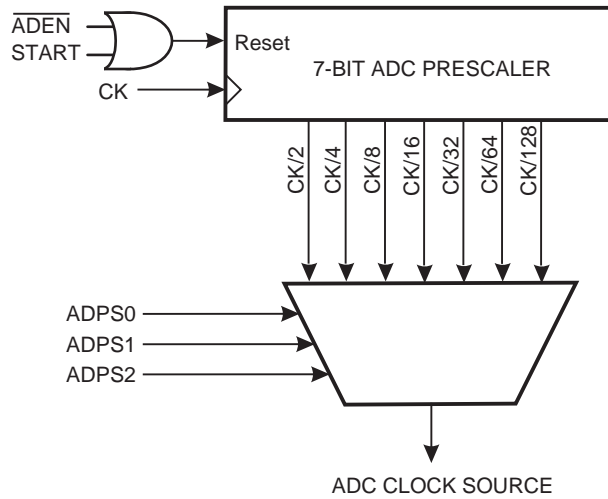 ADEN
START
Reset
7-BIT ADC PRESCALER
CK
CK/2
CK/4
CK/8
CK/16
CK/32
CK/64
CK/128
ADPS0
ADPS1
ADPS2
ADC CLOCK SOURCE